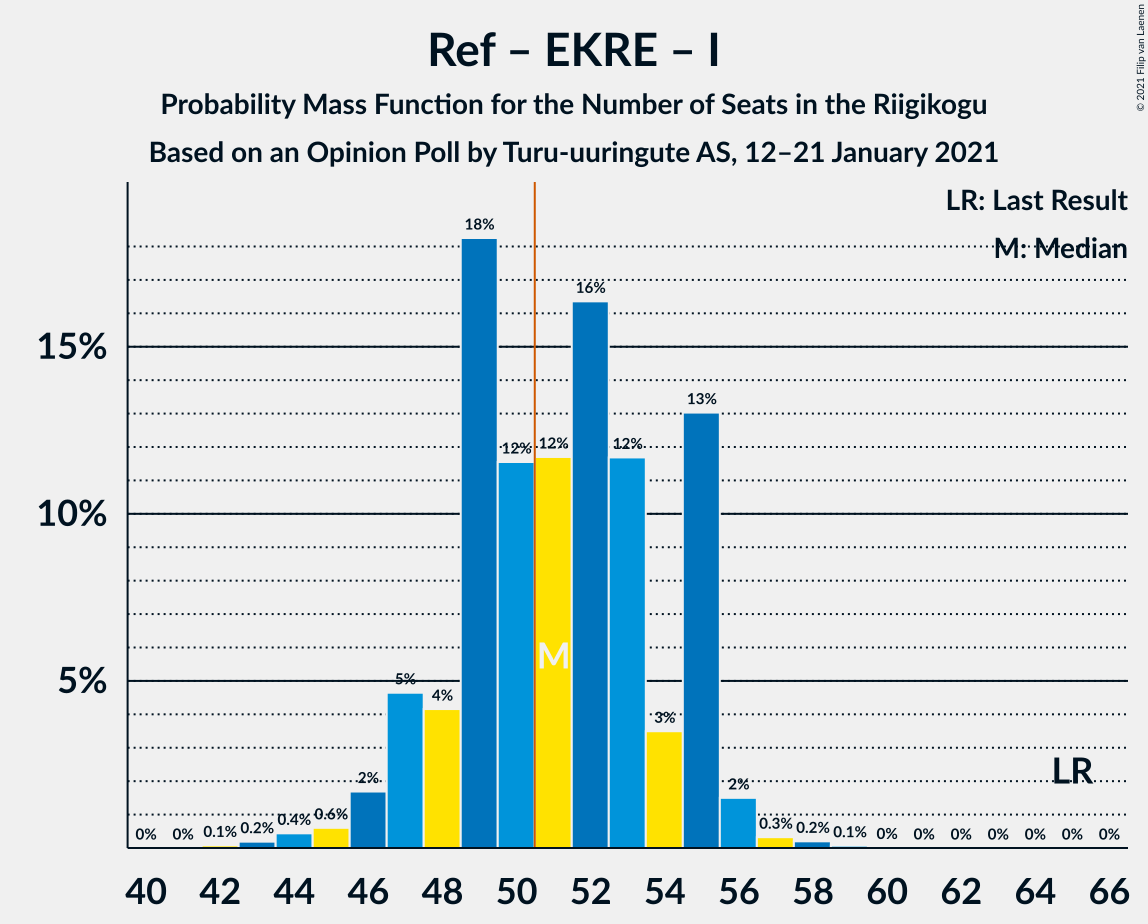 Ref – EKRE – I
Probability Mass Function for the Number of Seats in the Riigikogu
Based on an Opinion Poll by Turu-uuringute AS, 12–21 January 2021
© 2021 Filip van Laenen
LR: Last Result
M: Median
15%
10%
5%
0% 0% 0.1% 0.2% 0.4% 0.6% 2% 5% 4% 18% 12% 12% 16% 12% 3% 13% 2% 0.3% 0.2% 0.1% 0% 0% 0% 0% 0% 0% 0%
M
LR
40 42 44 46 48 50 52 54 56 58 60 62 64 66